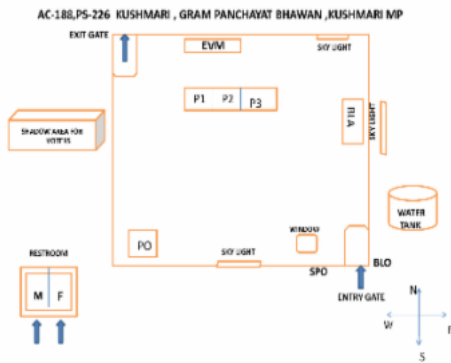 AC-188,PS-226 KUSHMARI , GRAM PANCHAYAT BHAWAN ,KUSHMARI MP
EXIT GATE
EVM
SKY LIGHT
P1 P2 P3
BLA
SKY LIGHT
SHADOW AREA FOR
WATER
TANK
RESTROOM
M F
PO
SKY LIGHT
WINDOW
SPO
BLO
ENTRY GATE
N
W
S